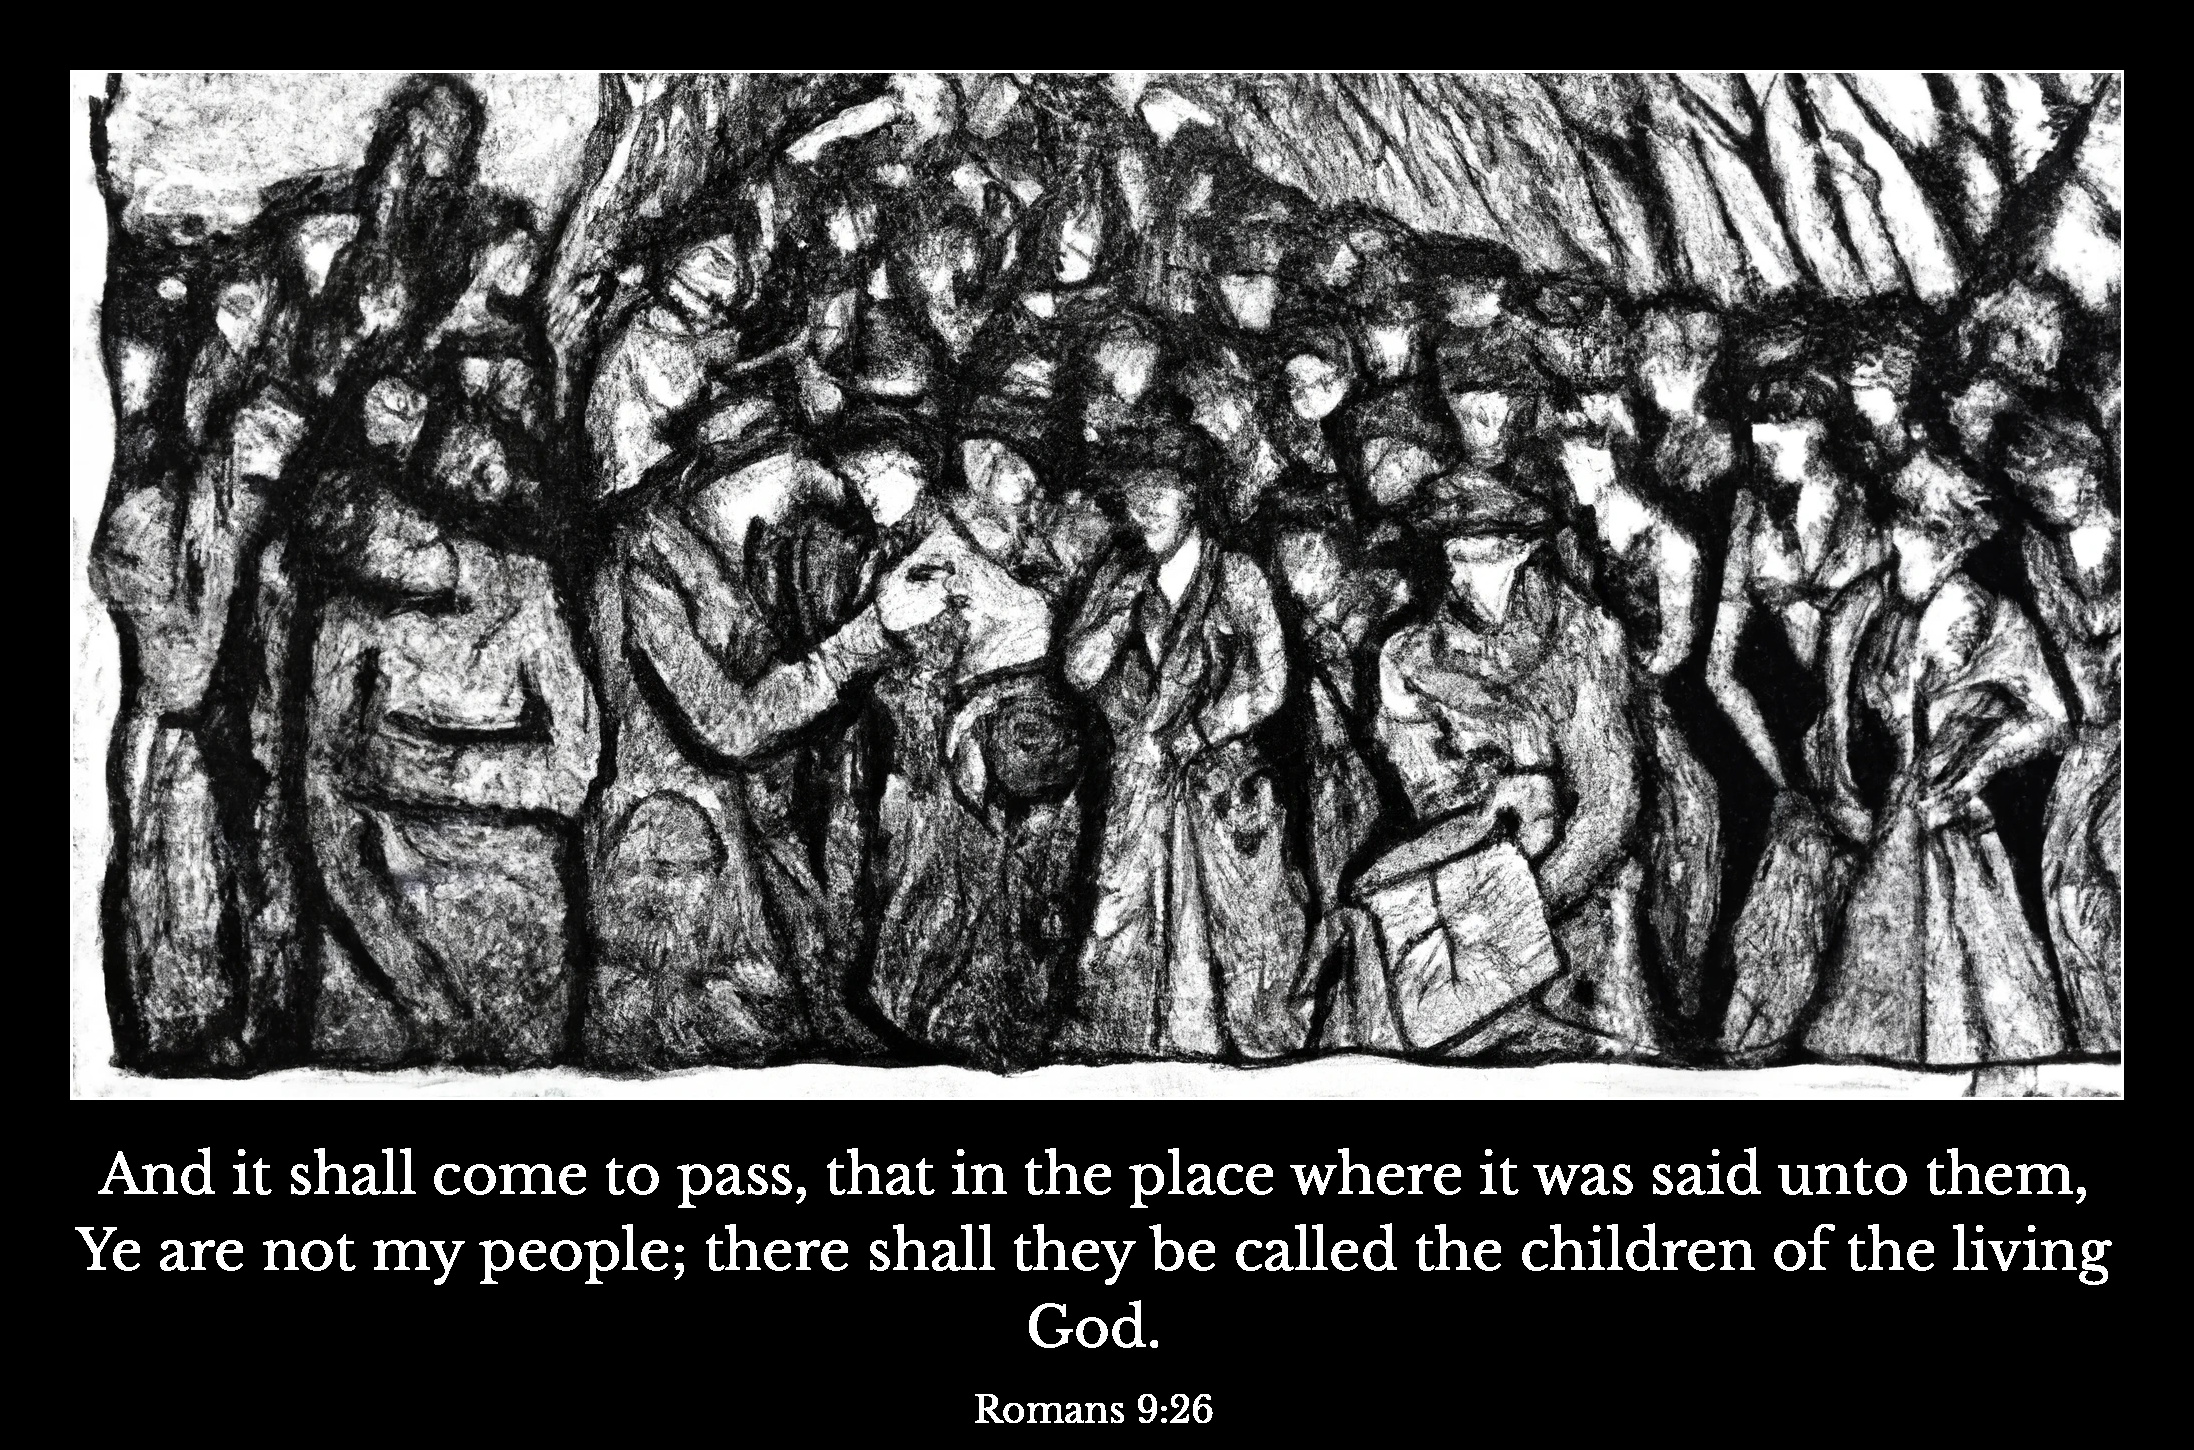 And it shall come to pass, that in the place where it was said unto them,
Ye are not my people; there shall they be called the children of the living
God.
Romans 9:26